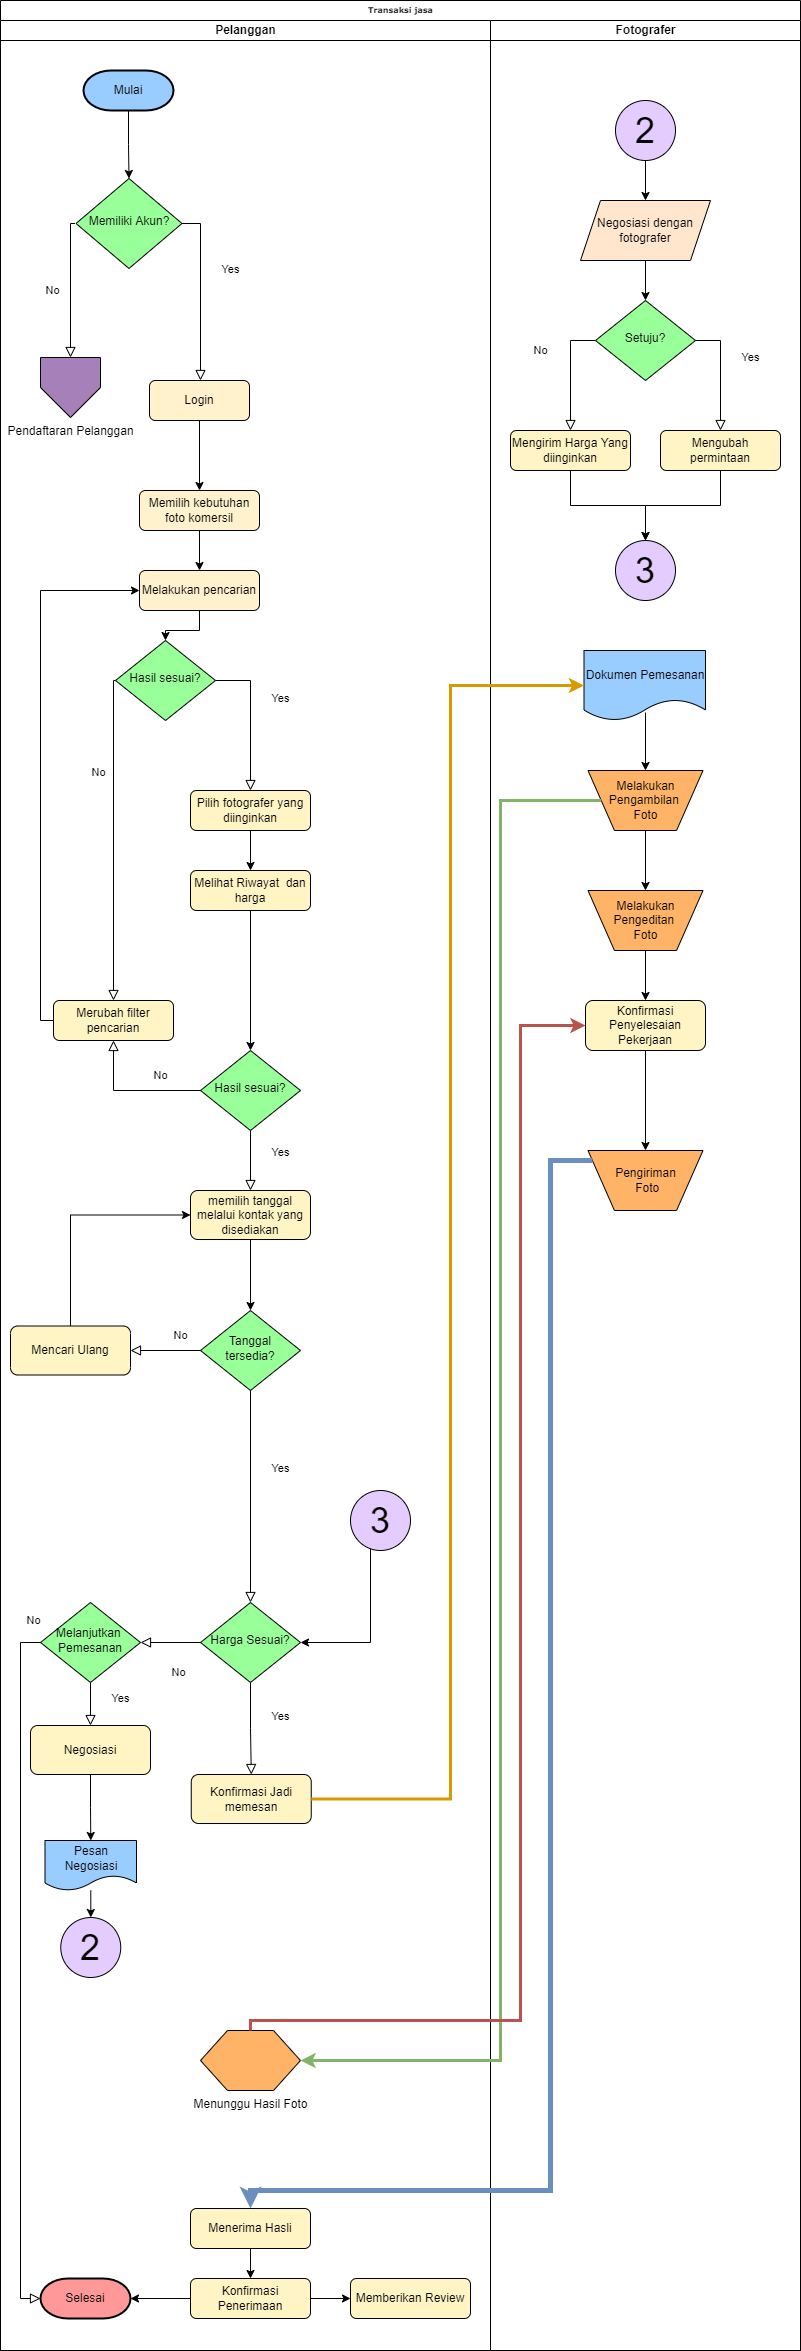 Transaksi jasa
Pelanggan
Fotografer
Mulai
Memiliki Akun?
No
Yes
Pendaftaran Pelanggan
Login
Memilih kebutuhan
foto komersil
Melakukan pencarian
Hasil sesuai?
Yes
No
Pilih fotografer yang
diinginkan
Melihat Riwayat dan
harga
Merubah filter
pencarian
No
Hasil sesuai?
Yes
memilih tanggal
melalui kontak yang
disediakan
Mencari Ulang
No
Tanggal
tersedia?
Yes
3
No
Melanjutkan
Pemesanan
Harga Sesuai?
No
Yes
Yes
Negosiasi
Konfirmasi Jadi
memesan
Pesan
Negosiasi
2
Menunggu Hasil Foto
Menerima Hasli
Selesai
Konfirmasi
Penerimaan
Memberikan Review
2
Negosiasi dengan
fotografer
Setuju?
No
Yes
Mengirim Harga Yang
diinginkan
Mengubah
permintaan
3
Dokumen Pemesanan
Melakukan
Pengambilan
Foto
Melakukan
Pengeditan
Foto
Konfirmasi
Penyelesaian
Pekerjaan
Pengiriman
Foto